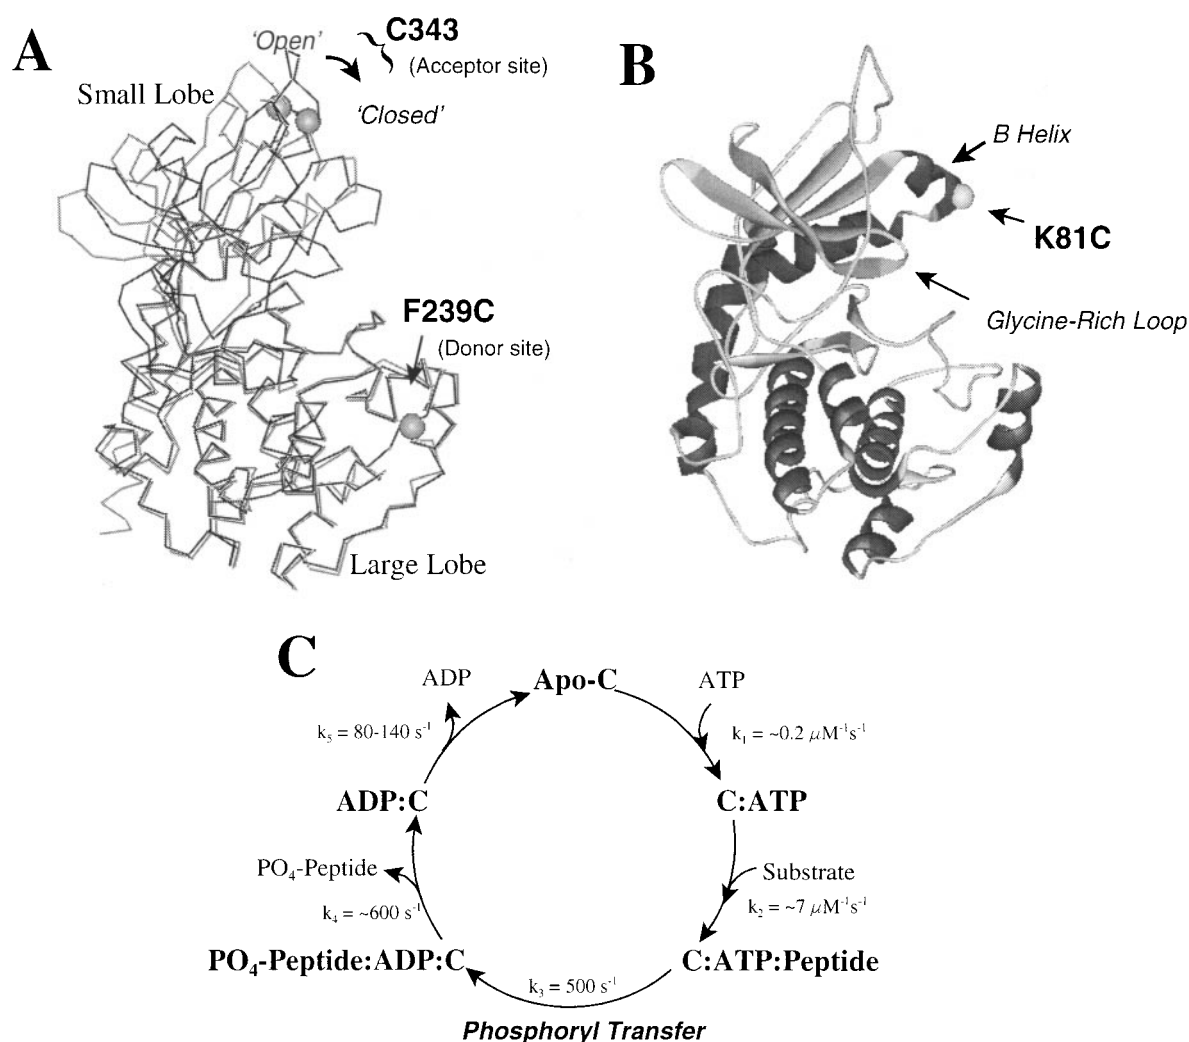 A
'Open'
C343
(Acceptor site)
Small Lobe
'Closed'
F239C
(Donor site)
Large Lobe
B
B Helix
K81C
Glycine-Rich Loop
C
ADP
Apo-C
ATP
k₅ = 80-140 s⁻¹
k₁ = ~0.2 μM⁻¹s⁻¹
ADP:C
C:ATP
PO₄-Peptide
Substrate
k₄ = ~600 s⁻¹
k₂ = ~7 μM⁻¹s⁻¹
PO₄-Peptide:ADP:C
C:ATP:Peptide
k₃ = 500 s⁻¹
Phosphoryl Transfer